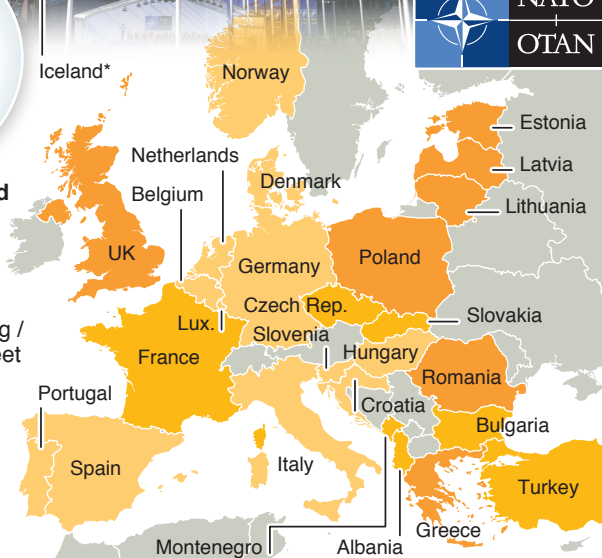 NATO
OTAN
Iceland*
Norway
Estonia
Netherlands
Latvia
Belgium
Denmark
d
Lithuania
UK
Poland
Germany
Czech Rep.
Slovakia
g /
Lux.
Slovenia
eet
France
Hungary
Romania
Portugal
Croatia
Bulgaria
Spain
Italy
Turkey
Greece
Montenegro
Albania